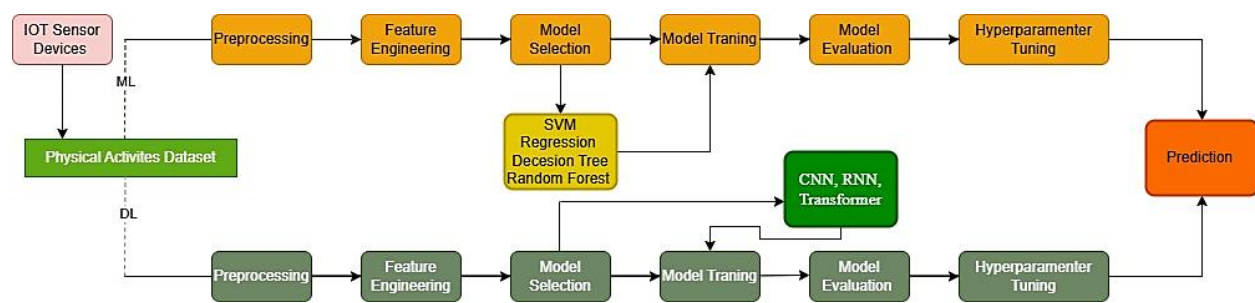 IOT Sensor
Devices
Preprocessing
Feature
Engineering
Model
Selection
Model Traning
Model
Evaluation
Hyperparamenter
Tuning
ML
SVM
Regression
Decesion Tree
Random Forest
Physical Activites Dataset
Prediction
CNN, RNN,
Transformer
DL
Preprocessing
Feature
Engineering
Model
Selection
Model Traning
Model
Evaluation
Hyperparamenter
Tuning